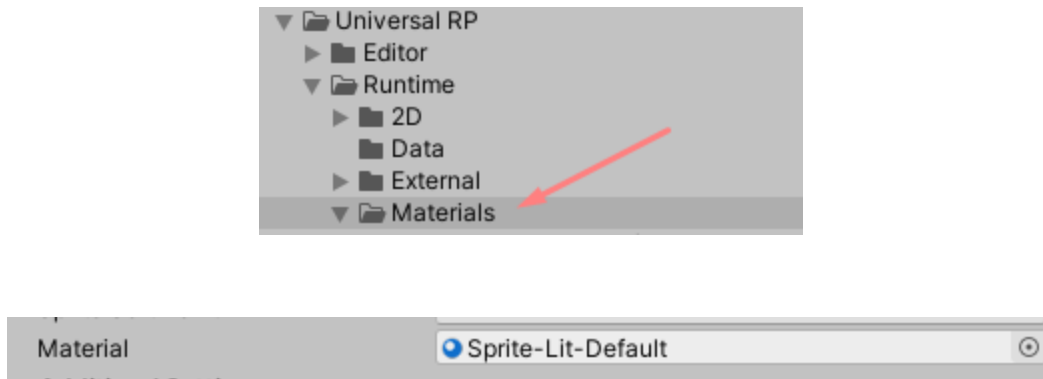 Universal RP
Editor
Runtime
2D
Data
External
Materials
Material Sprite-Lit-Default